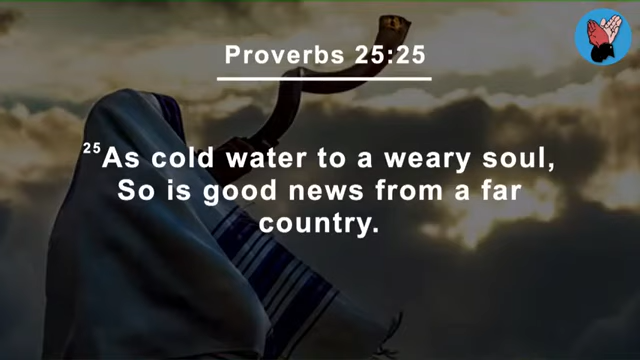 Proverbs 25:25
25As cold water to a weary soul,
So is good news from a far
country.